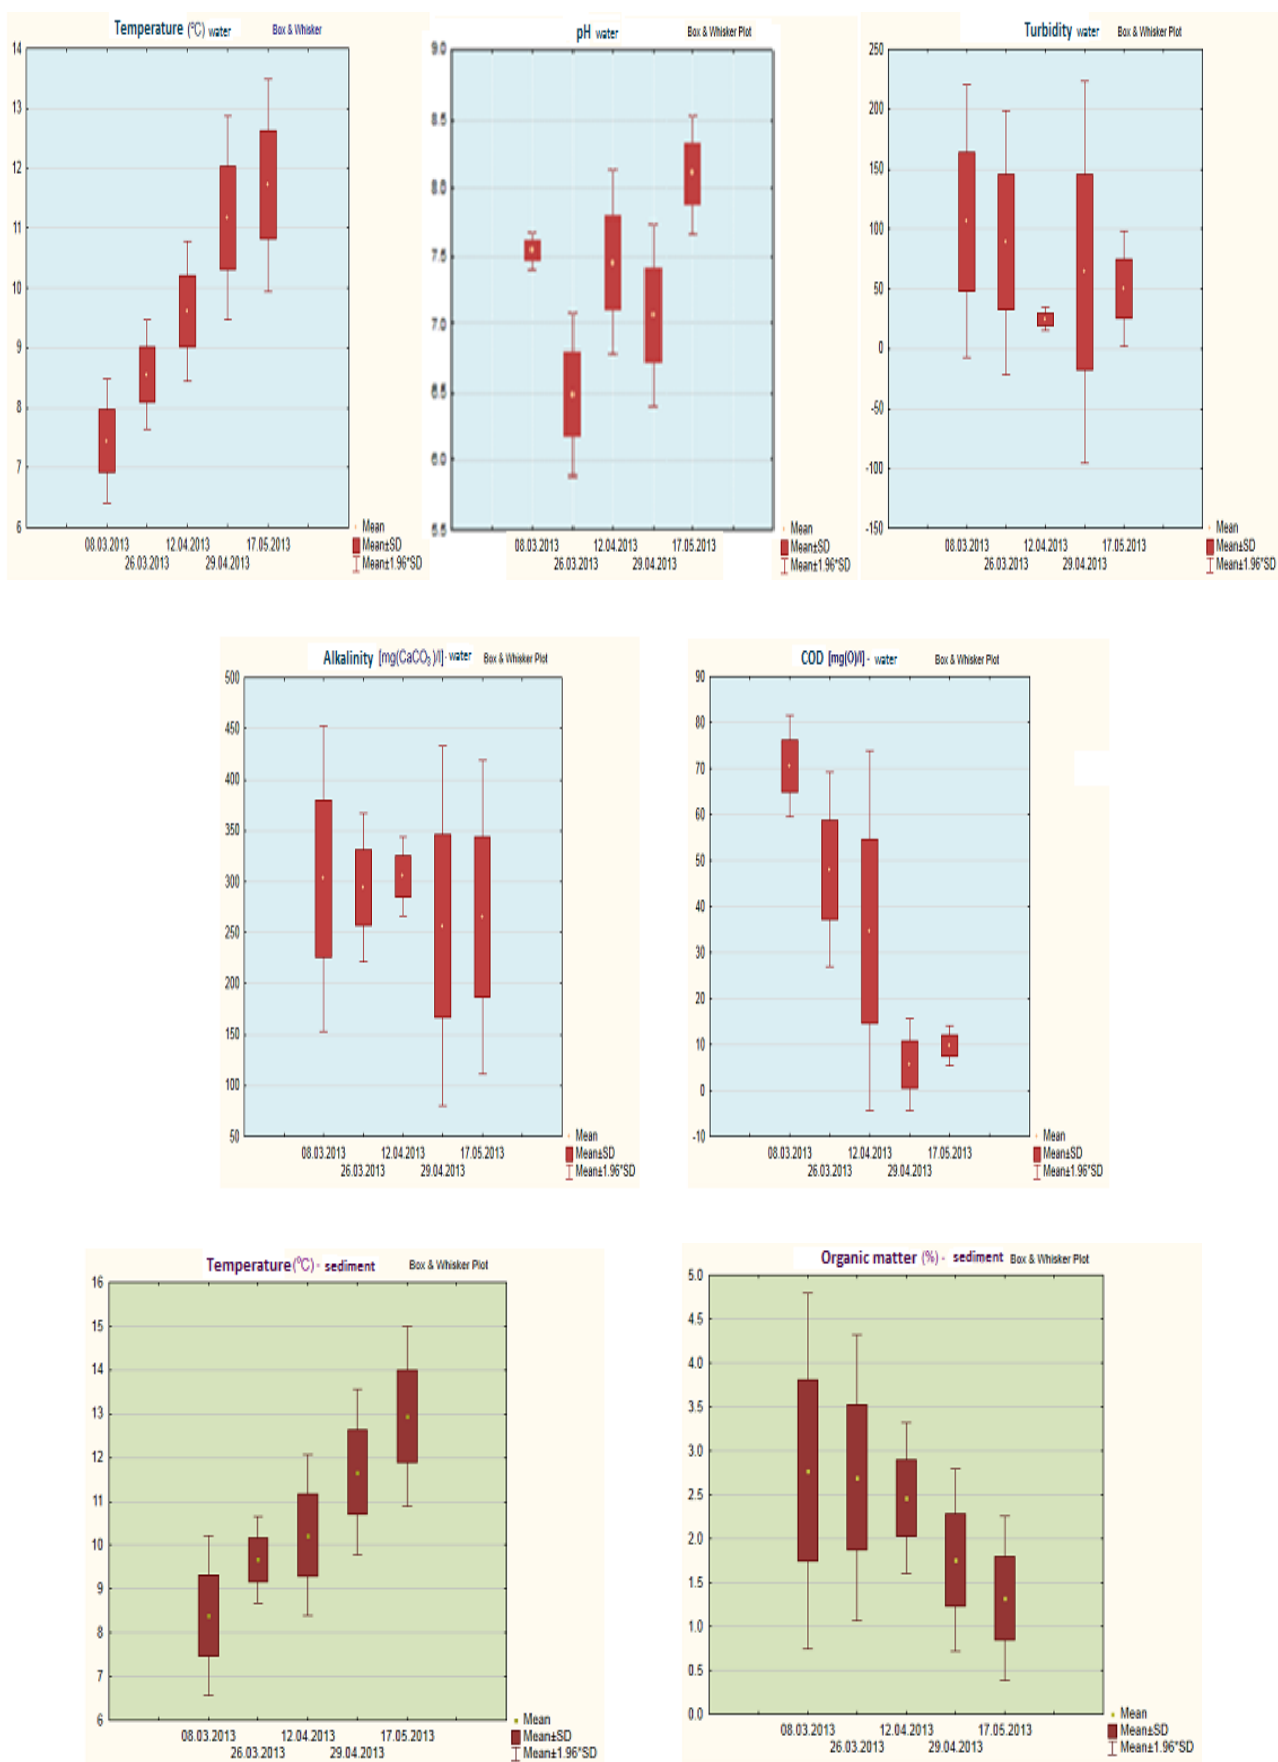 Temperature (°C) water Box & Whisker
14
13
12
11
10
9
8
7
6
08.03.2013 12.04.2013 17.05.2013
26.03.2013 29.04.2013
Mean
Mean±SD
Mean±1.96*SD
pH water Box & Whisker Plot
9.0
8.5
8.0
7.5
7.0
6.5
6.0
5.5
08.03.2013 12.04.2013 17.05.2013
26.03.2013 29.04.2013
Mean
Mean±SD
Mean±1.96*SD
Turbidity water Box & Whisker Plot
250
200
150
100
50
0
-50
-100
-150
08.03.2013 12.04.2013 17.05.2013
26.03.2013 29.04.2013
Mean
Mean±SD
Mean±1.96*SD
Alkalinity [mg(CaCO3)/l] - water Box & Whisker Plot
500
450
400
350
300
250
200
150
100
50
08.03.2013 12.04.2013 17.05.2013
26.03.2013 29.04.2013
Mean
Mean±SD
Mean±1.96*SD
COD [mg(O)/l] - water Box & Whisker Plot
90
80
70
60
50
40
30
20
10
0
-10
08.03.2013 12.04.2013 17.05.2013
26.03.2013 29.04.2013
Mean
Mean±SD
Mean±1.96*SD
Temperature (°C) - sediment Box & Whisker Plot
16
15
14
13
12
11
10
9
8
7
6
08.03.2013 12.04.2013 17.05.2013
26.03.2013 29.04.2013
Mean
Mean±SD
Mean±1.96*SD
Organic matter (%) - sediment Box & Whisker Plot
5.0
4.5
4.0
3.5
3.0
2.5
2.0
1.5
1.0
0.5
0.0
08.03.2013 12.04.2013 17.05.2013
26.03.2013 29.04.2013
Mean
Mean±SD
Mean±1.96*SD